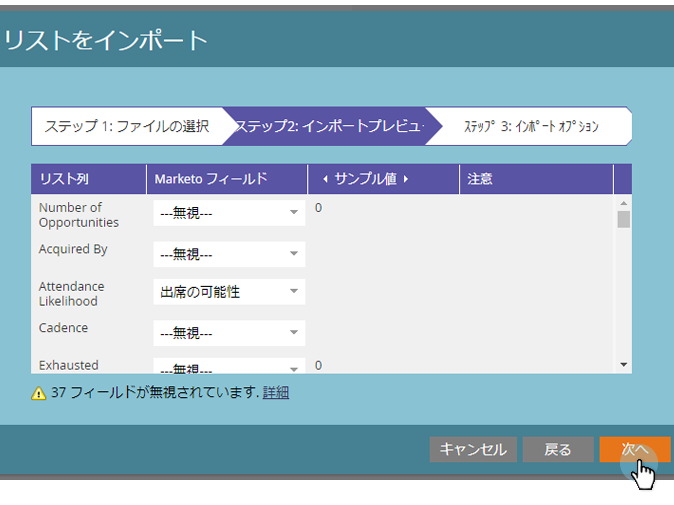 リストをインポート
ステップ 1: ファイルの選択
ステップ2: インポートプレビュ
ステップ 3: インポート オプション
リスト列
Marketo フィールド
サンプル値
注意
Number of
Opportunities
---無視---
0
Acquired By
---無視---
Attendance
Likelihood
出席の可能性
Cadence
---無視---
Exhausted
---無視---
0
37 フィールドが無視されています. 詳細
キャンセル
戻る
次へ